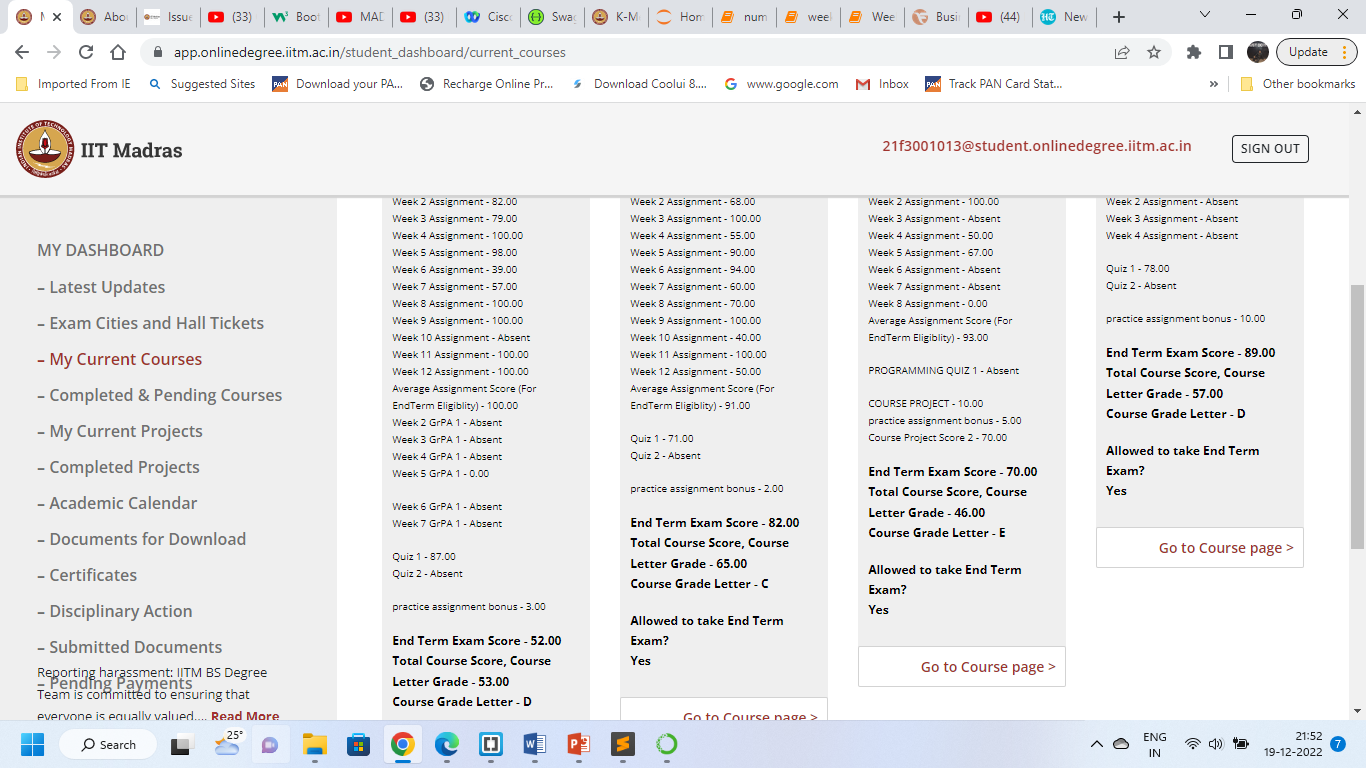 M
Abo
Issue
(33)
Boot
MAD
(33)
Cisc
Swa
K-M
Hom
num
week
Wee
Busi
(44)
New
app.onlinedegree.iitm.ac.in/student_dashboard/current_courses
Update
Imported From IE
Suggested Sites
Download your PA...
Recharge Online Pr...
Download Coolui 8....
www.google.com
Inbox
Track PAN Card Stat...
»
Other bookmarks
IIT Madras
21f3001013@student.onlinedegree.iitm.ac.in
SIGN OUT
MY DASHBOARD
– Latest Updates
– Exam Cities and Hall Tickets
– My Current Courses
– Completed & Pending Courses
– My Current Projects
– Completed Projects
– Academic Calendar
– Documents for Download
– Certificates
– Disciplinary Action
– Submitted Documents
– Pending Payments
Reporting harassment: IITM BS Degree
Team is committed to ensuring that
everyone is equally valued.... Read More
Week 2 Assignment - 82.00
Week 3 Assignment - 79.00
Week 4 Assignment - 100.00
Week 5 Assignment - 98.00
Week 6 Assignment - 39.00
Week 7 Assignment - 57.00
Week 8 Assignment - 100.00
Week 9 Assignment - 100.00
Week 10 Assignment - Absent
Week 11 Assignment - 100.00
Week 12 Assignment - 100.00
Average Assignment Score (For
EndTerm Eligiblity) - 100.00
Week 2 GrPA 1 - Absent
Week 3 GrPA 1 - Absent
Week 4 GrPA 1 - Absent
Week 5 GrPA 1 - 0.00
Week 6 GrPA 1 - Absent
Week 7 GrPA 1 - Absent
Quiz 1 - 87.00
Quiz 2 - Absent
practice assignment bonus - 3.00
End Term Exam Score - 52.00
Total Course Score, Course
Letter Grade - 53.00
Course Grade Letter - D
Week 2 Assignment - 68.00
Week 3 Assignment - 100.00
Week 4 Assignment - 55.00
Week 5 Assignment - 90.00
Week 6 Assignment - 94.00
Week 7 Assignment - 60.00
Week 8 Assignment - 70.00
Week 9 Assignment - 100.00
Week 10 Assignment - 40.00
Week 11 Assignment - 100.00
Week 12 Assignment - 50.00
Average Assignment Score (For
EndTerm Eligiblity) - 91.00
Quiz 1 - 71.00
Quiz 2 - Absent
practice assignment bonus - 2.00
End Term Exam Score - 82.00
Total Course Score, Course
Letter Grade - 65.00
Course Grade Letter - C
Allowed to take End Term
Exam?
Yes
Go to Course page >
Week 2 Assignment - 100.00
Week 3 Assignment - Absent
Week 4 Assignment - 50.00
Week 5 Assignment - 67.00
Week 6 Assignment - Absent
Week 7 Assignment - Absent
Week 8 Assignment - 0.00
Average Assignment Score (For
EndTerm Eligiblity) - 93.00
PROGRAMMING QUIZ 1 - Absent
COURSE PROJECT - 10.00
practice assignment bonus - 5.00
Course Project Score 2 - 70.00
End Term Exam Score - 70.00
Total Course Score, Course
Letter Grade - 46.00
Course Grade Letter - E
Allowed to take End Term
Exam?
Yes
Go to Course page >
Week 2 Assignment - Absent
Week 3 Assignment - Absent
Week 4 Assignment - Absent
Quiz 1 - 78.00
Quiz 2 - Absent
practice assignment bonus - 10.00
End Term Exam Score - 89.00
Total Course Score, Course
Letter Grade - 57.00
Course Grade Letter - D
Allowed to take End Term
Exam?
Yes
Go to Course page >
Search
25°
ENG
IN
21:52
19-12-2022
7